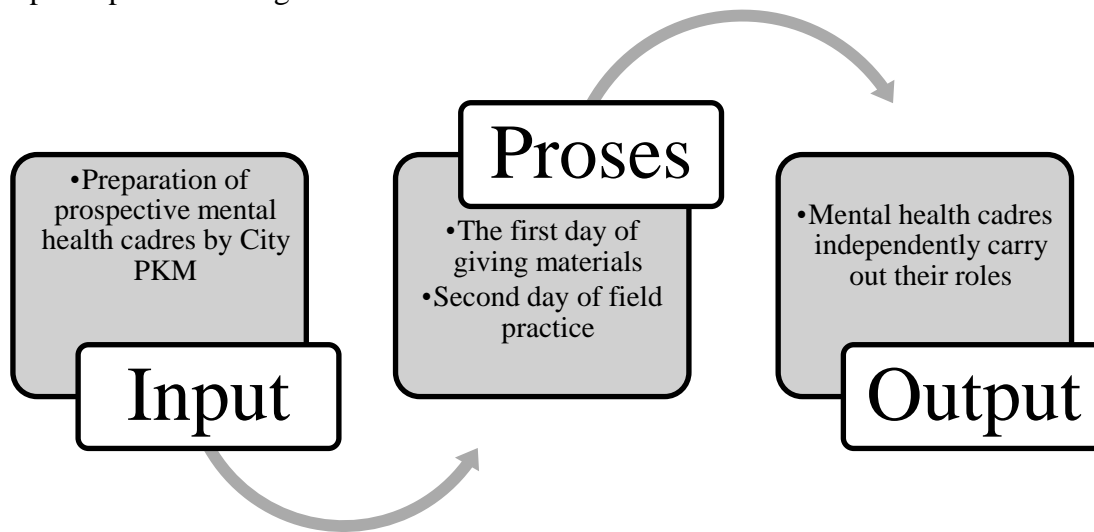 •Preparation of
prospective mental
health cadres by City
PKM
Input
Proses
•The first day of
giving materials
•Second day of field
practice
•Mental health cadres
independently carry
out their roles
Output